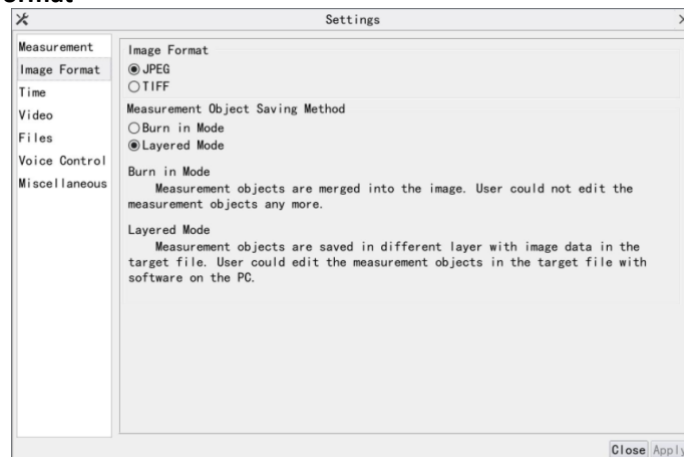 Settings
Measurement
Image Format
Time
Video
Files
Voice Control
Miscellaneous
Image Format
JPEG
TIFF
Measurement Object Saving Method
Burn in Mode
Layered Mode
Burn in Mode
Measurement objects are merged into the image. User could not edit the
measurement objects any more.
Layered Mode
Measurement objects are saved in different layer with image data in the
target file. User could edit the measurement objects in the target file with
software on the PC.
Close Apply